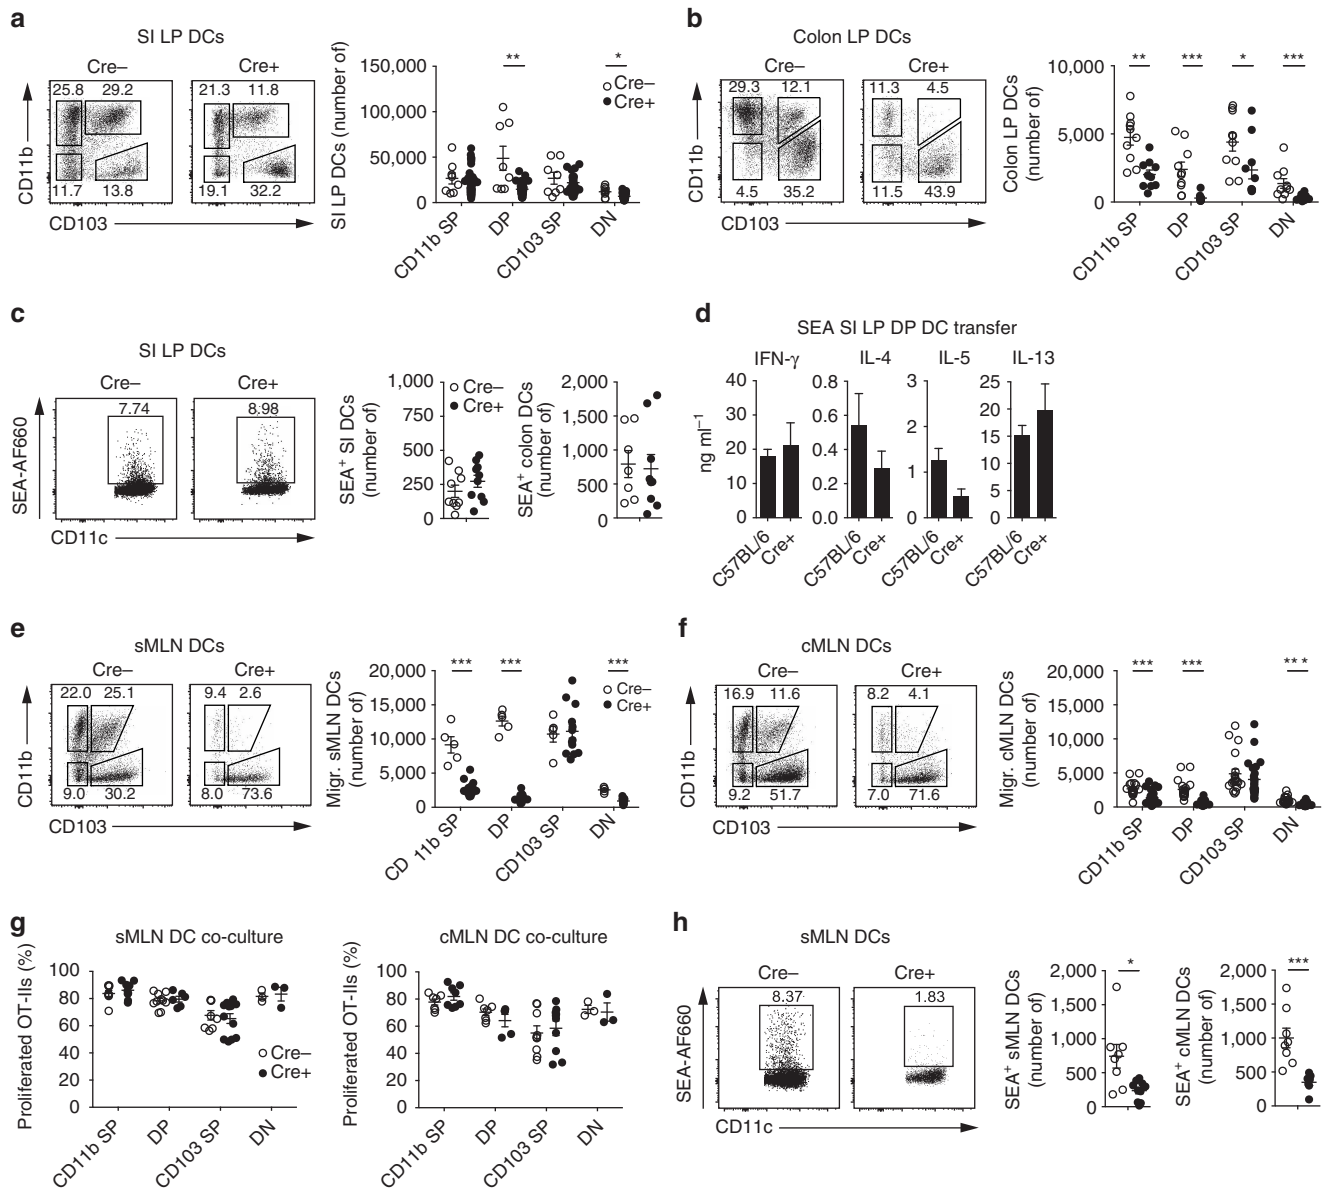 a
SI LP DCs
Cre–
Cre+
25.8 29.2
21.3 11.8
11.7 13.8
19.1 32.2
CD11b
CD103
SI LP DCs (number of)
150,000
100,000
50,000
0
**
*
Cre–
Cre+
CD11b SP
DP
CD103 SP
DN
b
Colon LP DCs
Cre–
Cre+
29.3 12.1
11.3 4.5
4.5 35.2
11.5 43.9
CD11b
CD103
Colon LP DCs
(number of)
10,000
5,000
0
** *** * ***
CD11b SP
DP
CD103 SP
DN
c
SI LP DCs
Cre–
Cre+
7.74
8.98
SEA-AF660
CD11c
SEA+ SI DCs
(number of)
1,000
750
500
250
0
Cre–
Cre+
SEA+ colon DCs
(number of)
2,000
1,500
1,000
500
0
d
SEA SI LP DP DC transfer
IFN-γ
IL-4
IL-5
IL-13
ng ml–1
40
30
20
10
0
0.8
0.6
0.4
0.2
0.0
3
2
1
0
25
20
15
10
5
0
C57BL/6
Cre+
C57BL/6
Cre+
C57BL/6
Cre+
C57BL/6
Cre+
e
sMLN DCs
Cre–
Cre+
22.0 25.1
9.4 2.6
9.0 30.2
8.0 73.6
CD11b
CD103
Migr. sMLN DCs
(number of)
20,000
15,000
10,000
5,000
0
*** *** ***
Cre–
Cre+
CD 11b SP
DP
CD103 SP
DN
f
cMLN DCs
Cre–
Cre+
16.9 11.6
8.2 4.1
9.2 51.7
7.0 71.6
CD11b
CD103
Migr. cMLN DCs
(number of)
20,000
15,000
10,000
5,000
0
*** *** ***
CD11b SP
DP
CD103 SP
DN
g
sMLN DC co-culture
Proliferated OT-IIs (%)
100
80
60
40
20
0
Cre–
Cre+
CD11b SP
DP
CD103 SP
DN
cMLN DC co-culture
Proliferated OT-IIs (%)
100
80
60
40
20
0
CD11b SP
DP
CD103 SP
DN
h
sMLN DCs
Cre–
Cre+
8.37
1.83
SEA-AF660
CD11c
SEA+ sMLN DCs
(number of)
2,000
1,500
1,000
500
0
*
SEA+ cMLN DCs
(number of)
2,000
1,500
1,000
500
0
***